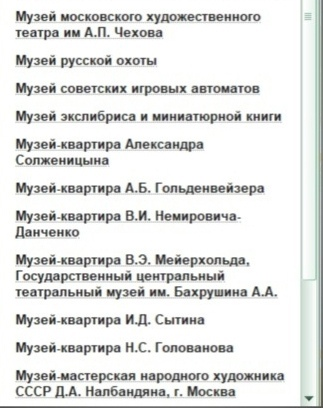 Музей московского художественного
театра им А.П. Чехова
Музей русской охоты
Музей советских игровых автоматов
Музей экслибриса и миниатюрной книги
Музей-квартира Александра
Солженицына
Музей-квартира А.Б. Гольденвейзера
Музей-квартира В.И. Немировича-
Данченко
Музей-квартира В.Э. Мейерхольда,
Государственный центральный
театральный музей им. Бахрушина А.А.
Музей-квартира И.Д. Сытина
Музей-квартира Н.С. Голованова
Музей-мастерская народного художника
СССР Д.А. Налбандяна, г. Москва